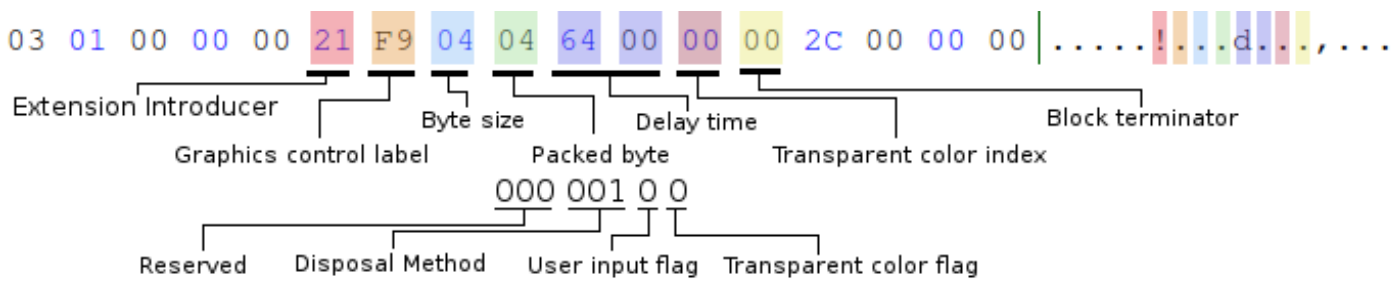 03 01 00 00 00 21 F9 04 04 64 00 00 00 2C 00 00 00 .....!...d...,...
Extension Introducer
Byte size
Delay time
Block terminator
Graphics control label
Packed byte
Transparent color index
000 001 0 0
Reserved
Disposal Method
User input flag
Transparent color flag